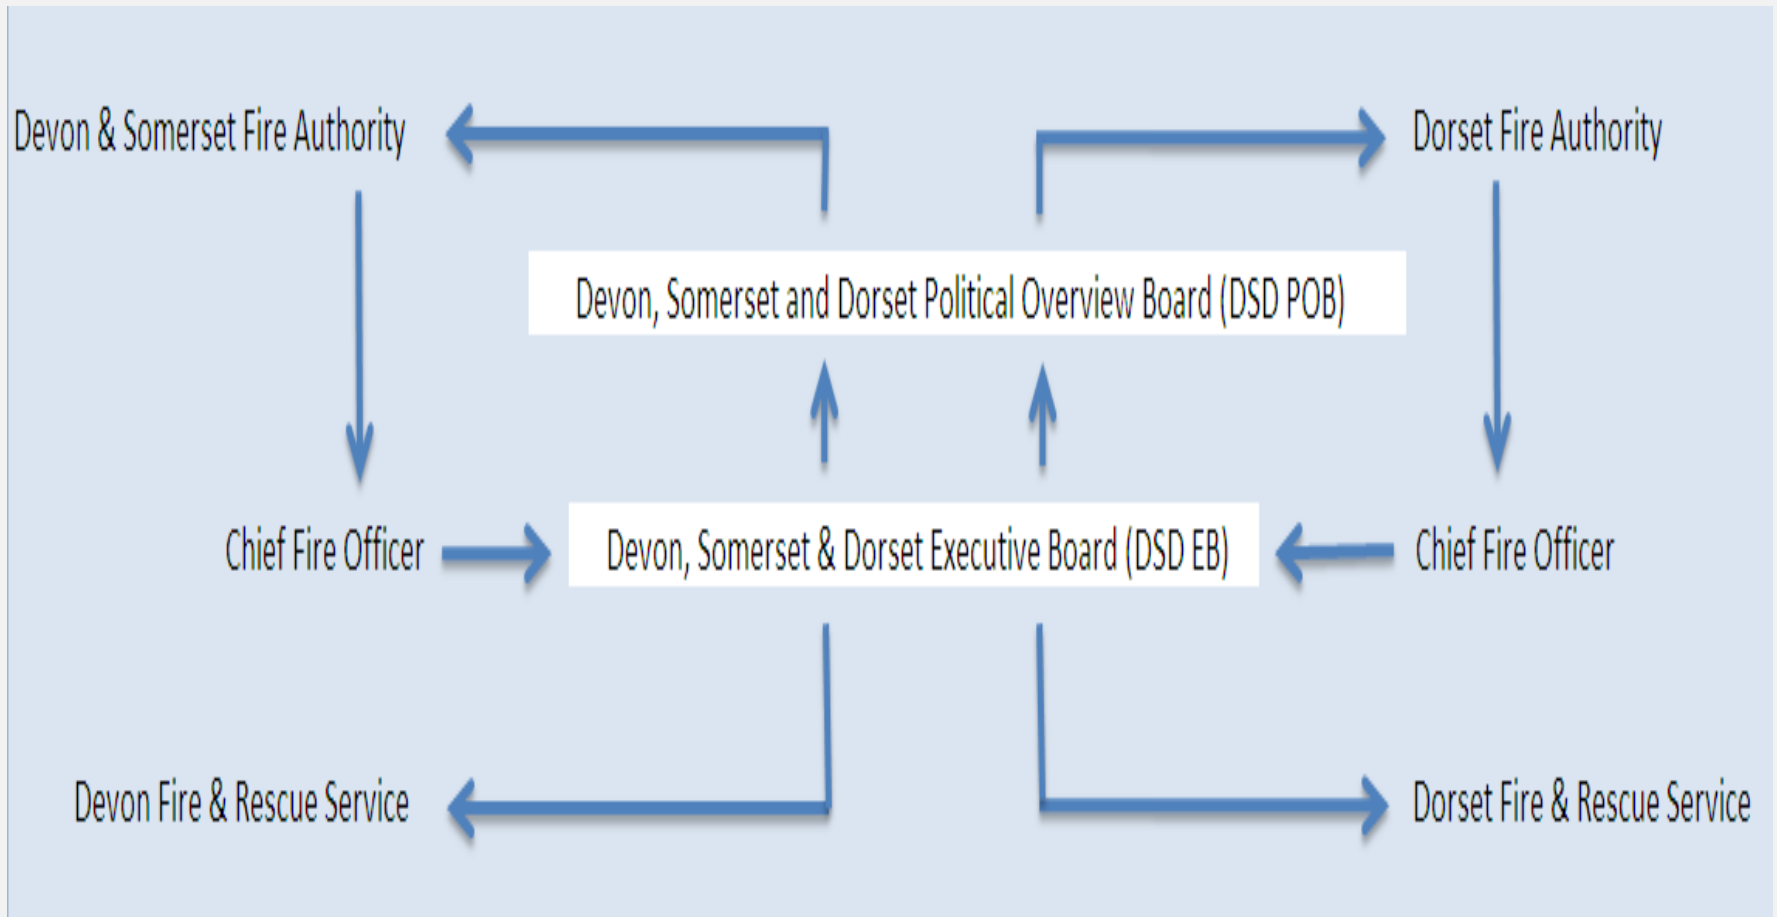 Devon & Somerset Fire Authority
Dorset Fire Authority
Devon, Somerset and Dorset Political Overview Board (DSD POB)
Chief Fire Officer
Devon, Somerset & Dorset Executive Board (DSD EB)
Chief Fire Officer
Devon Fire & Rescue Service
Dorset Fire & Rescue Service